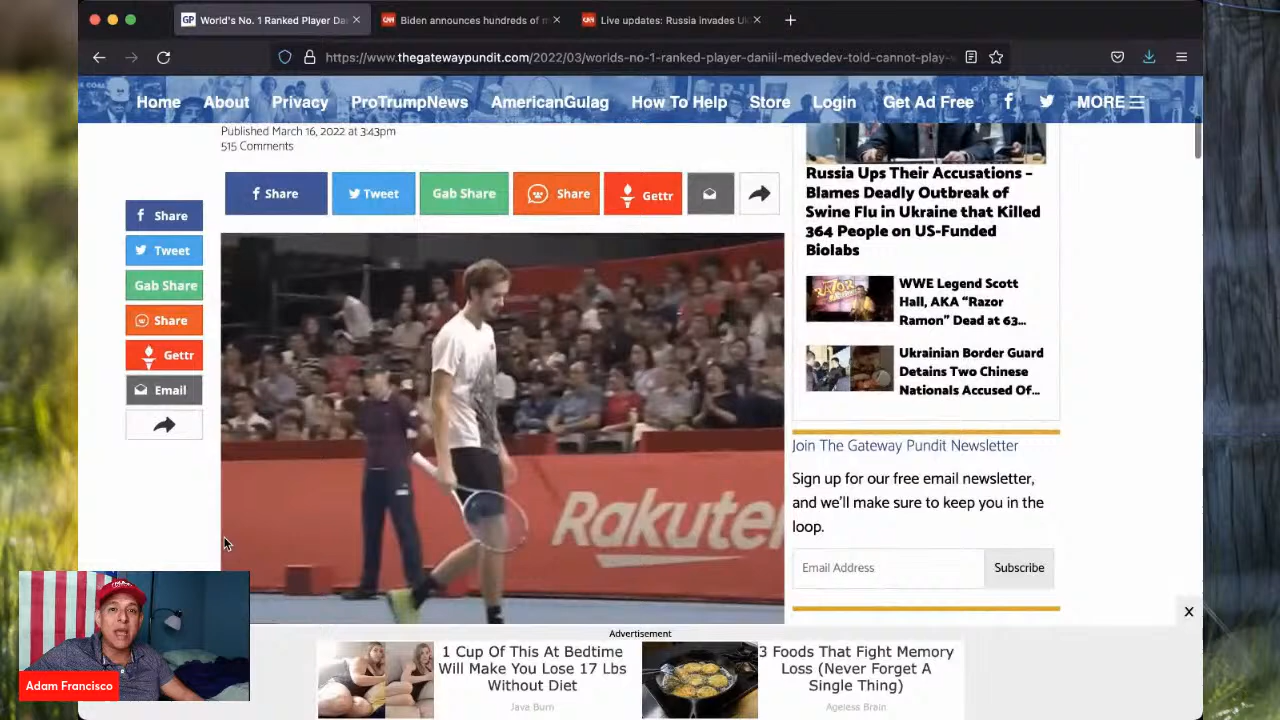 World's No. 1 Ranked Player Da
Biden announces hundreds of m
Live updates: Russia invades Uk
https://www.thegatewaypundit.com/2022/03/worlds-no-1-ranked-player-daniil-medvedev-told-cannot-play-
Home About Privacy ProTrumpNews AmericanGulag How To Help Store Login Get Ad Free MORE
Published March 16, 2022 at 3:43pm
515 Comments
Share
Tweet
Gab Share
Share
Gettr
Share
Tweet
Gab Share
Share
Gettr
Email
Rakuten
Russia Ups Their Accusations –
Blames Deadly Outbreak of
Swine Flu in Ukraine that Killed
364 People on US-Funded
Biolabs
WWE Legend Scott
Hall, AKA “Razor
Ramon” Dead at 63...
Ukrainian Border Guard
Detains Two Chinese
Nationals Accused Of...
Join The Gateway Pundit Newsletter
Sign up for our free email newsletter,
and we'll make sure to keep you in the
loop.
Email Address
Subscribe
Adam Francisco
Advertisement
1 Cup Of This At Bedtime
Will Make You Lose 17 Lbs
Without Diet
Java Burn
3 Foods That Fight Memory
Loss (Never Forget A
Single Thing)
Ageless Brain